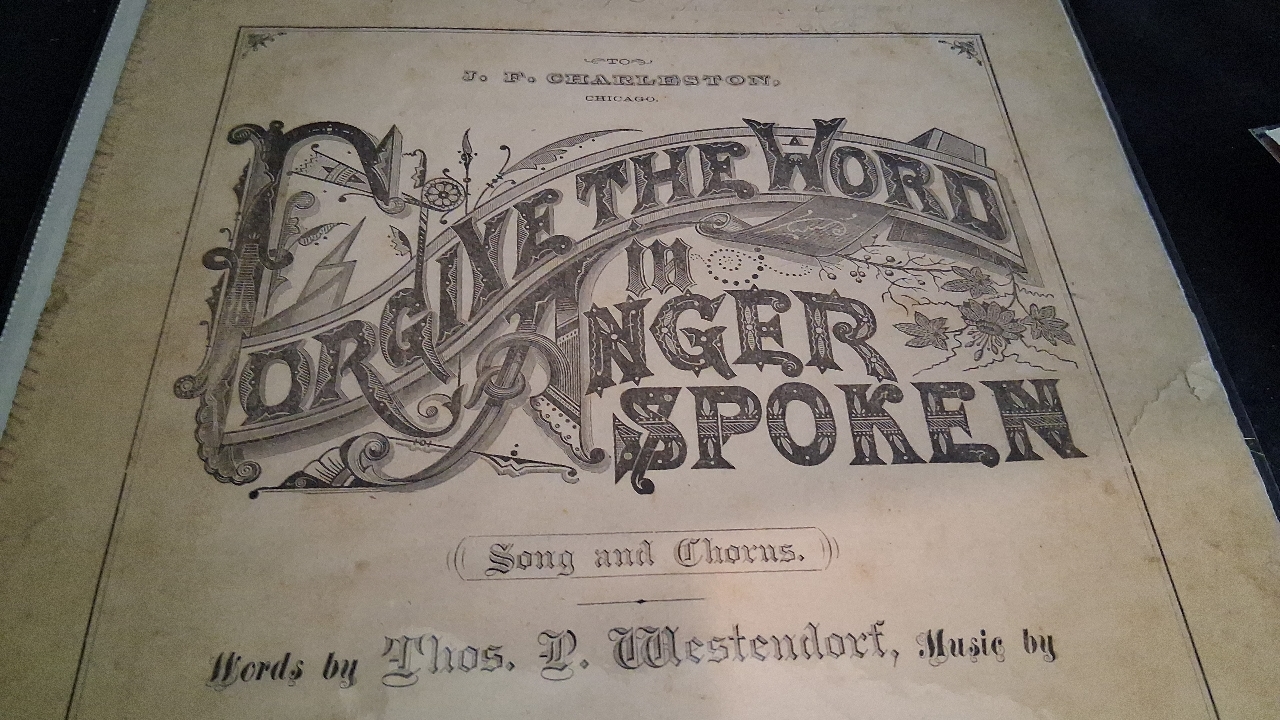 TO
J. F. CHARLESTON,
CHICAGO.
FORGIVE THE WORD
in
ANGER
SPOKEN
Song and Chorus.
Words by Thos. P. Westendorf, Music by